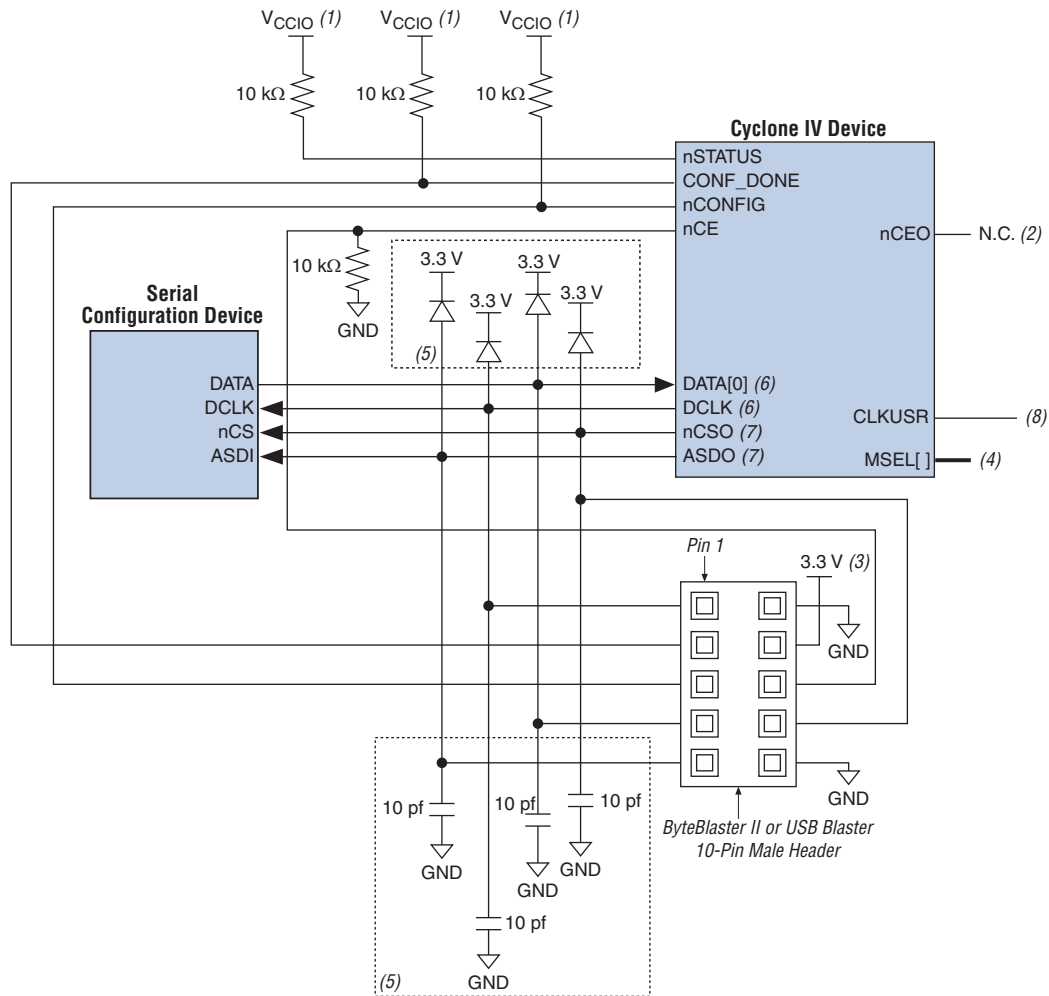 VCCIO (1) VCCIO (1) VCCIO (1)
10 kΩ 10 kΩ 10 kΩ
Cyclone IV Device
nSTATUS
CONF_DONE
nCONFIG
nCE
nCEO N.C. (2)
10 kΩ
GND
3.3 V 3.3 V 3.3 V 3.3 V
(5)
Serial
Configuration Device
DATA
DCLK
nCS
ASDI
DATA[0] (6)
DCLK (6)
nCSO (7)
ASDO (7)
CLKUSR (8)
MSEL[ ] (4)
Pin 1
3.3 V (3)
GND
GND
ByteBlaster II or USB Blaster
10-Pin Male Header
10 pf 10 pf 10 pf
GND GND GND
10 pf
GND
(5)